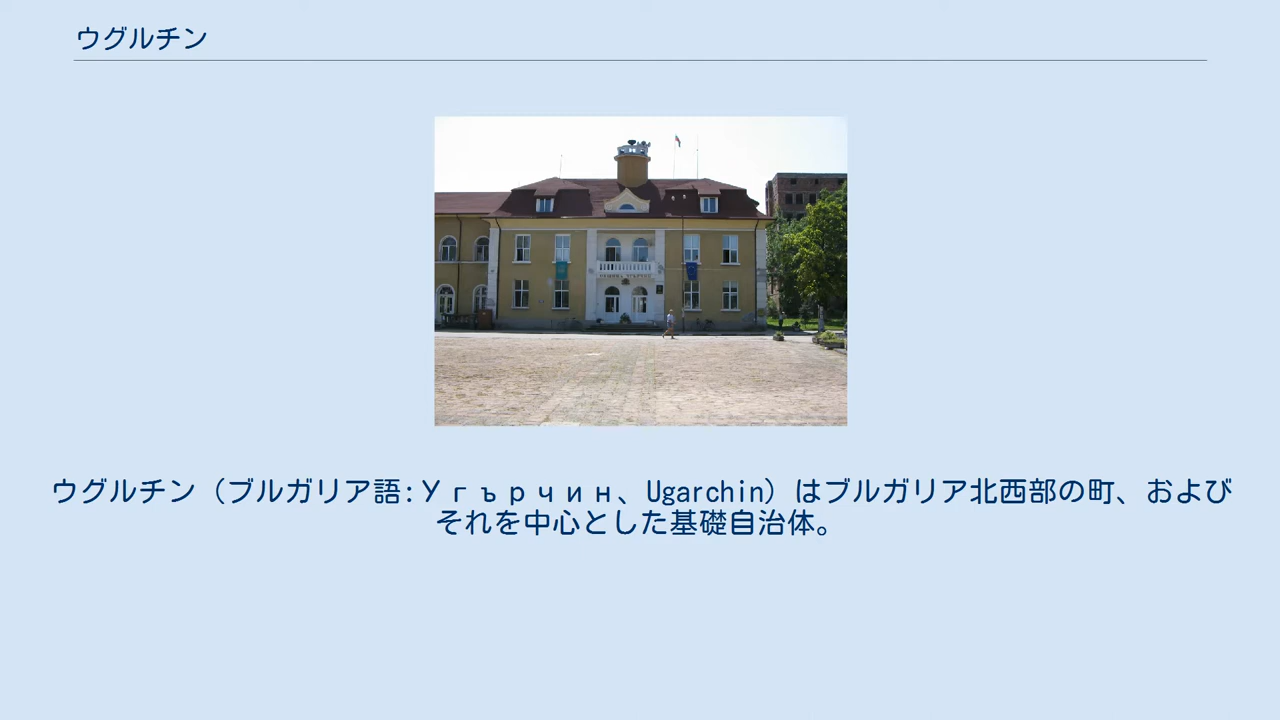 ウグルチン
ウグルチン（ブルガリア語:Угърчин、Ugarchin）はブルガリア北西部の町、および
それを中心とした基礎自治体。